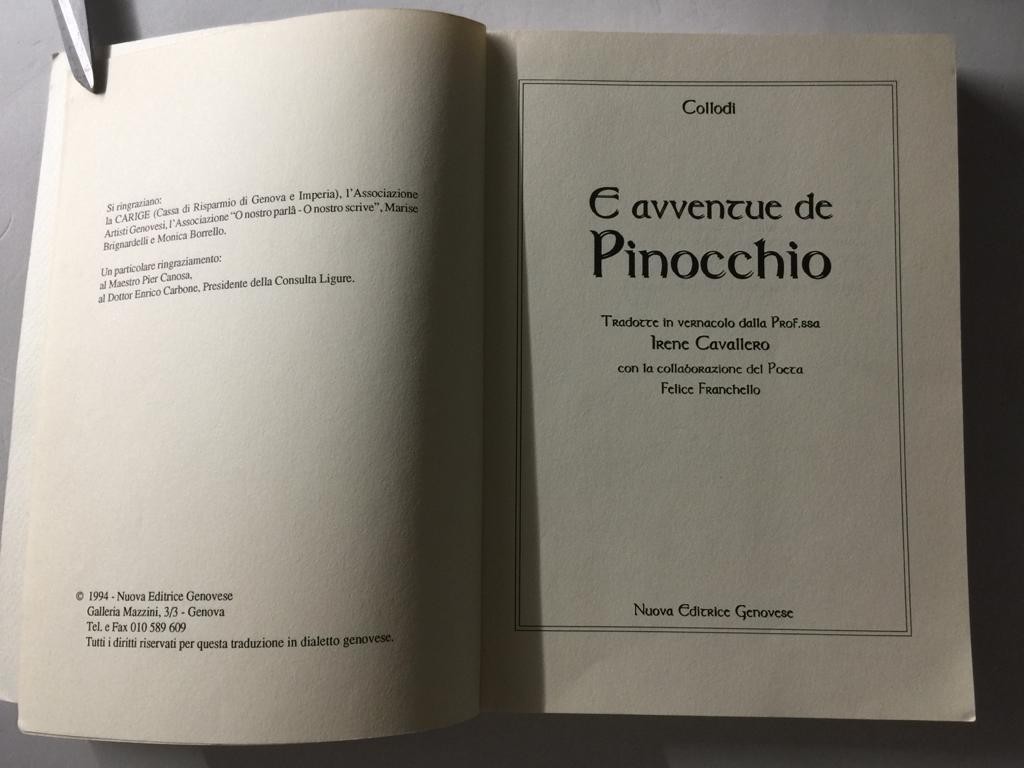 Si ringraziano:
la CARIGE (Cassa di Risparmio di Genova e Imperia), l'Associazione
Artisti Genovesi, l'Associazione "O nostro parlâ - O nostro scrive", Marise
Brignardelli e Monica Borrello.
Un particolare ringraziamento:
al Maestro Pier Canosa,
al Dottor Enrico Carbone, Presidente della Consulta Ligure.
© 1994 - Nuova Editrice Genovese
Galleria Mazzini, 3/3 - Genova
Tel. e Fax 010 589 609
Tutti i diritti riservati per questa traduzione in dialetto genovese.
Collodi
E avventue de
Pinocchio
Tradotte in vernacolo dalla Prof.ssa
Irene Cavallero
con la collaborazione del Poeta
Felice Franchello
Nuova Editrice Genovese